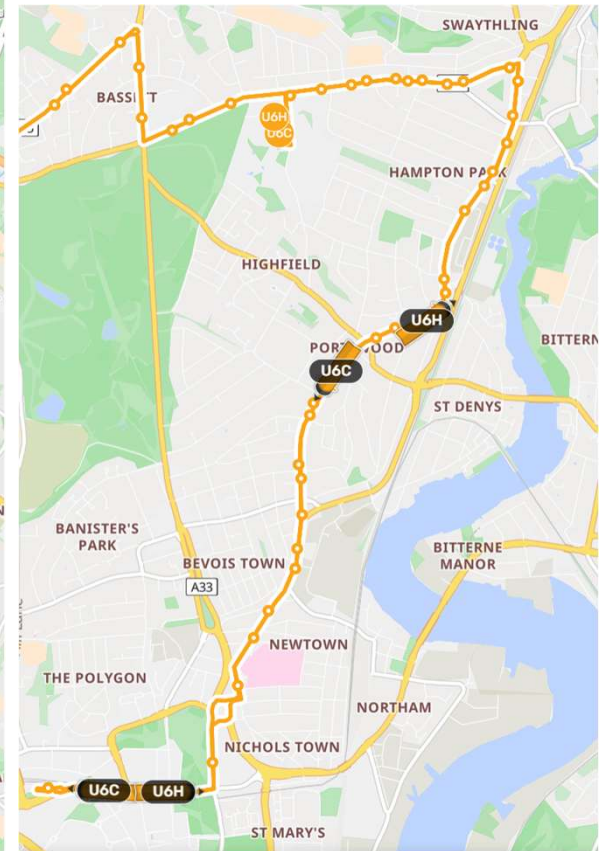 SWAYTHLING
BASSETT
U6H
U6C
HAMPTON PARK
HIGHFIELD
U6H
PORTSWOOD
BITTERN
U6C
ST DENYS
BANISTER'S
PARK
BEVOIS TOWN
BITTERNE
MANOR
A33
NEWTOWN
THE POLYGON
NORTHAM
NICHOLS TOWN
U6C
U6H
ST MARY'S